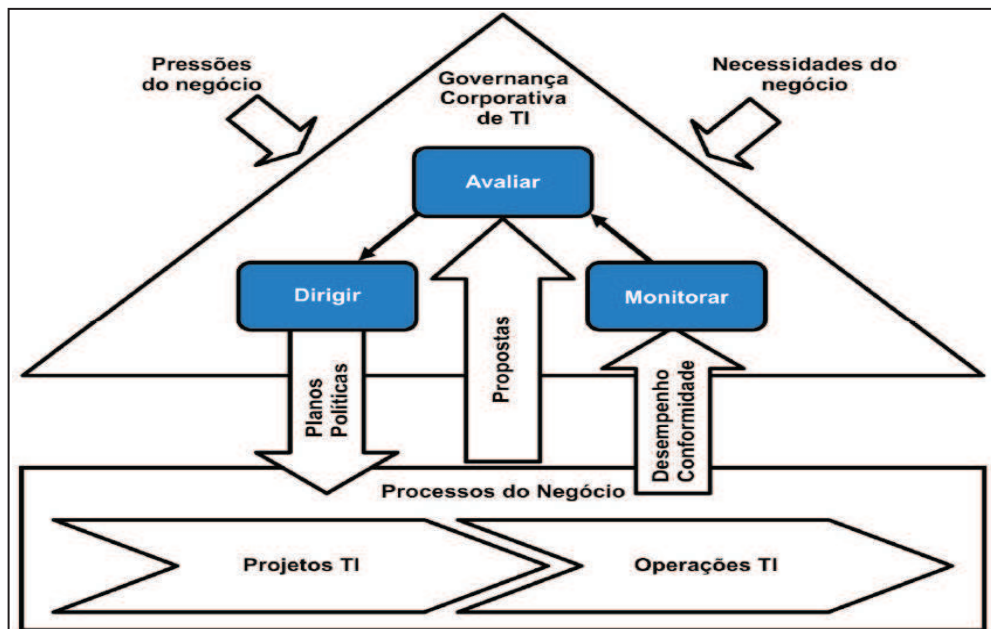 Pressões
do negócio
Governança
Corporativa
de TI
Necessidades do
negócio
Avaliar
Dirigir
Monitorar
Planos
Políticas
Propostas
Desempenho
Conformidade
Processos do Negócio
Projetos TI
Operações TI